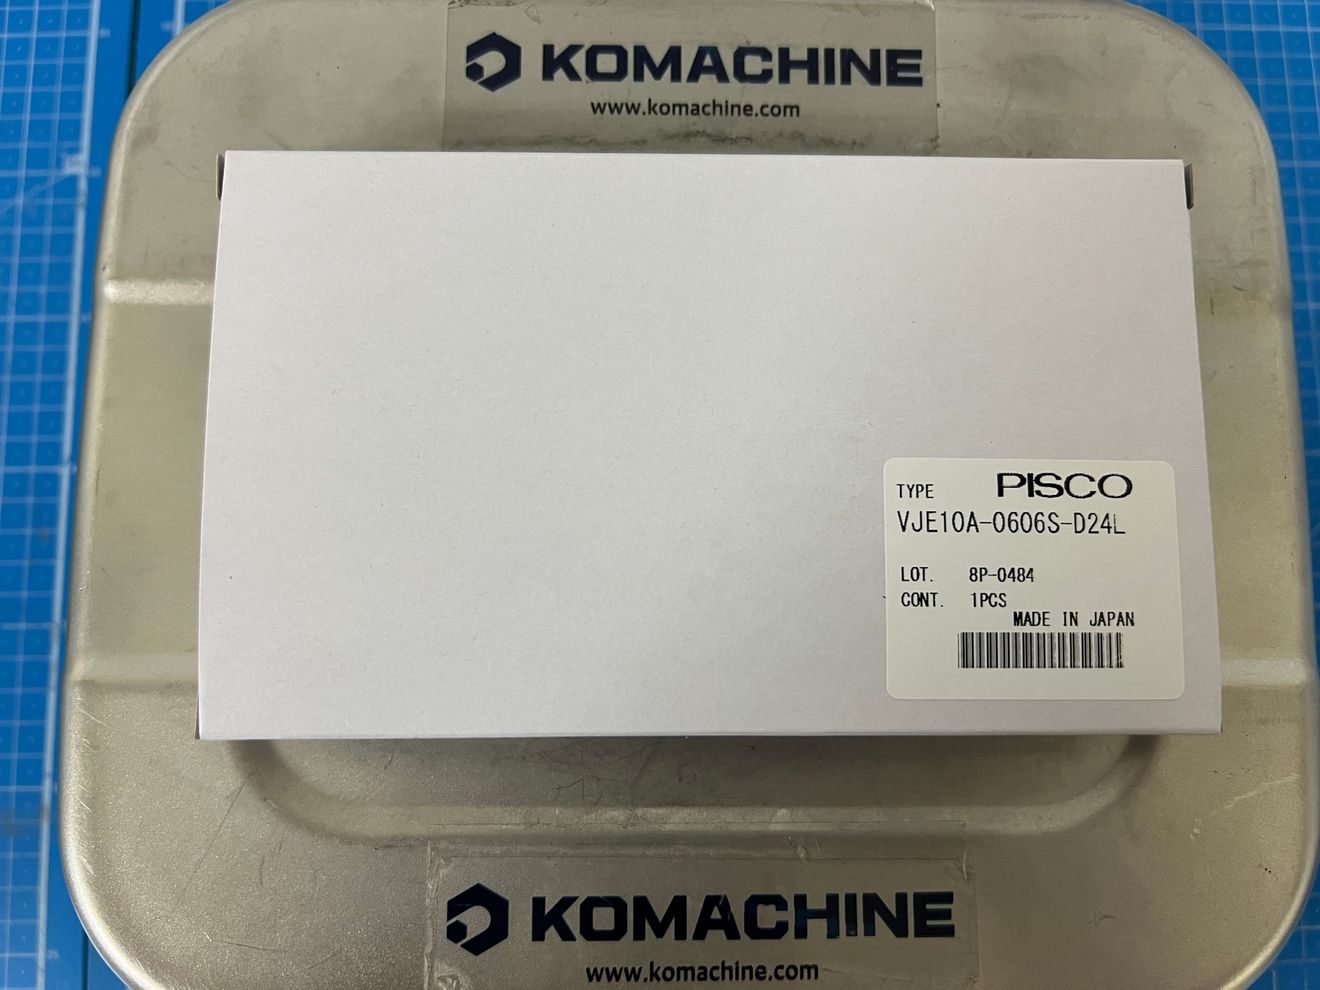 KOMACHINE
www.komachine.com
TYPE PISCO
VJE10A-0606S-D24L
LOT. 8P-0484
CONT. 1PCS
MADE IN JAPAN
KOMACHINE
www.komachine.com